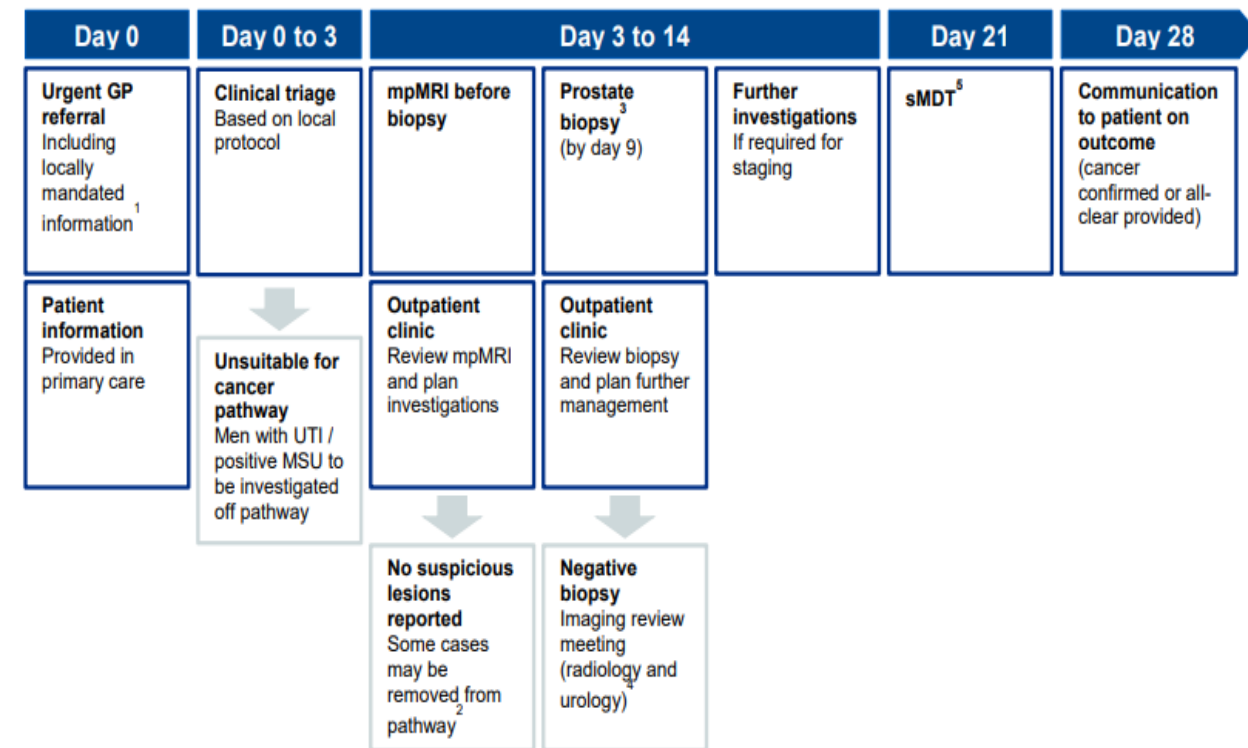 Day 0
Day 0 to 3
Day 3 to 14
Day 21
Day 28
Urgent GP
referral
Including
locally
mandated
information 1
Clinical triage
Based on local
protocol
mpMRI before
biopsy
Prostate
biopsy 3
(by day 9)
Further
investigations
If required for
staging
sMDT 5
Communication
to patient on
outcome
(cancer
confirmed or all-
clear provided)
Patient
information
Provided in
primary care
Unsuitable for
cancer
pathway
Men with UTI /
positive MSU to
be investigated
off pathway
Outpatient
clinic
Review mpMRI
and plan
investigations
Outpatient
clinic
Review biopsy
and plan further
management
No suspicious
lesions
reported
Some cases
may be
removed from
pathway 2
Negative
biopsy
Imaging review
meeting
(radiology and
urology) 4